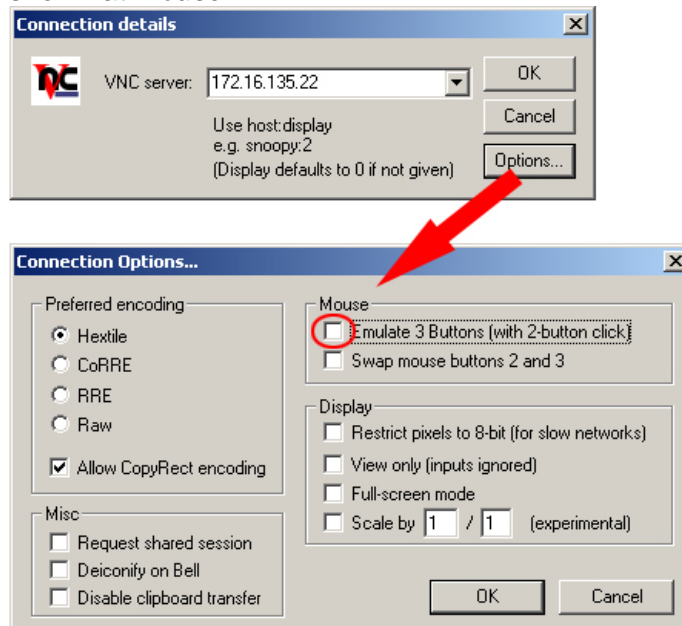 Connection details
VNC server: 172.16.135.22
OK
Use host:display
Cancel
e.g. snoopy:2
(Display defaults to 0 if not given)
Options...
Connection Options...
Preferred encoding
Hextile
CoRRE
RRE
Raw
Allow CopyRect encoding
Misc
Request shared session
Deiconify on Bell
Disable clipboard transfer
Mouse
Emulate 3 Buttons (with 2-button click)
Swap mouse buttons 2 and 3
Display
Restrict pixels to 8-bit (for slow networks)
View only (inputs ignored)
Full-screen mode
Scale by 1 / 1 (experimental)
OK
Cancel